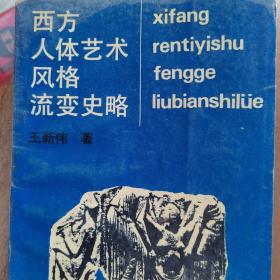 西方
人体艺术
风格
流变史略
xifang
rentiyishu
fengge
liubianshilüe
王新伟 著